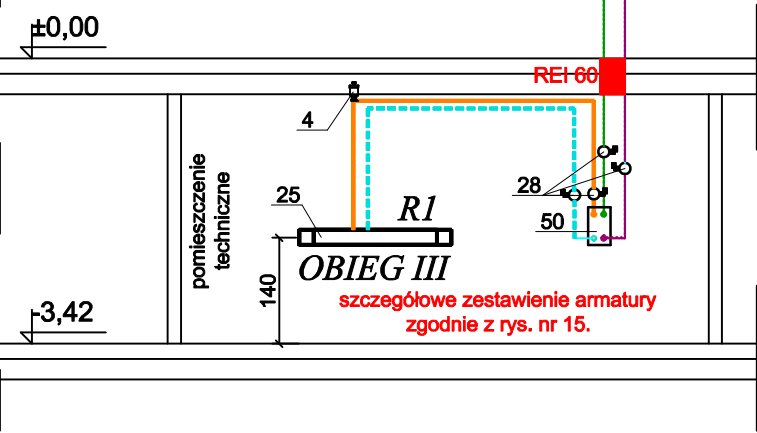 ±0,00
REI 60
4
28
25
R1
50
pomieszczenie
techniczne
OBIEG III
140
szczegółowe zestawienie armatury
zgodnie z rys. nr 15.
-3,42